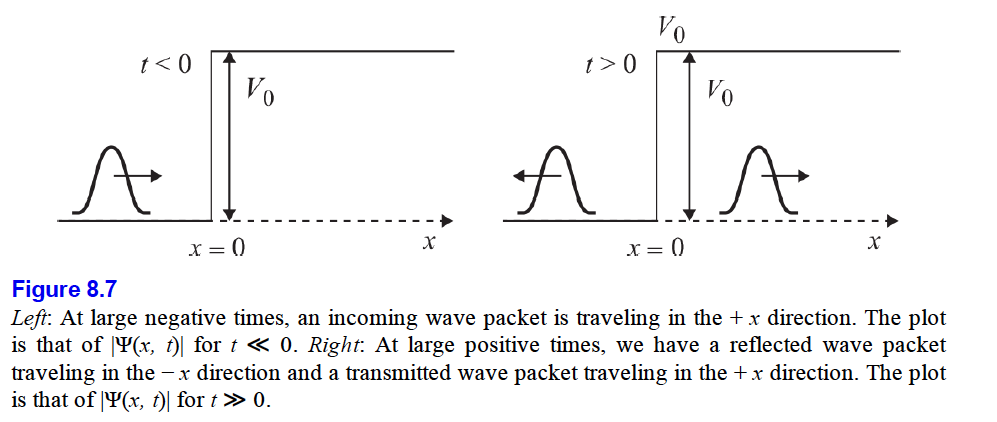 t < 0
V₀
x = 0
x
V₀
t > 0
V₀
x = 0
x
Figure 8.7
Left: At large negative times, an incoming wave packet is traveling in the + x direction. The plot
is that of |Ψ(x, t)| for t ≪ 0. Right: At large positive times, we have a reflected wave packet
traveling in the − x direction and a transmitted wave packet traveling in the + x direction. The plot
is that of |Ψ(x, t)| for t ≫ 0.